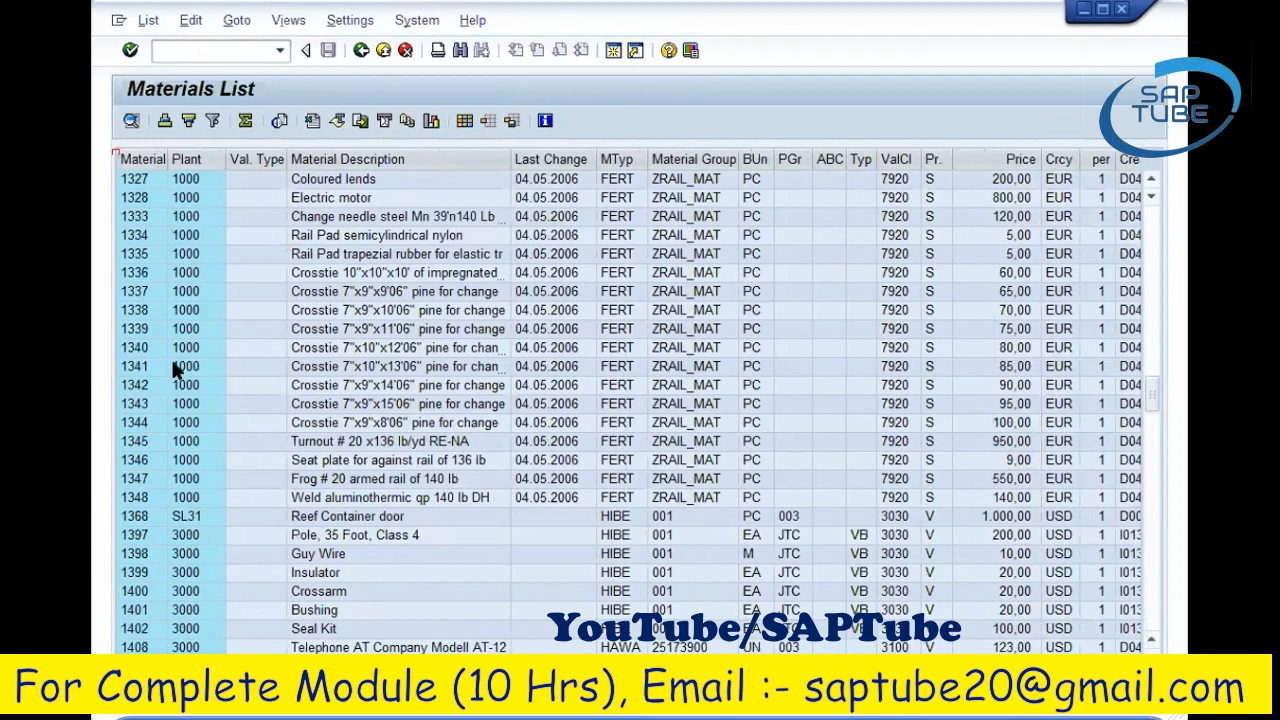 List Edit Goto Views Settings System Help
Materials List
SAP
TUBE
Material Plant Val. Type Material Description Last Change MTyp Material Group BUn PGr ABC Typ ValCl Pr. Price Crcy per Cre
1327 1000 Coloured lends 04.05.2006 FERT ZRAIL_MAT PC 7920 S 200,00 EUR 1 D04
1328 1000 Electric motor 04.05.2006 FERT ZRAIL_MAT PC 7920 S 800,00 EUR 1 D04
1333 1000 Change needle steel Mn 39'n140 Lb ... 04.05.2006 FERT ZRAIL_MAT PC 7920 S 120,00 EUR 1 D04
1334 1000 Rail Pad semicylindrical nylon 04.05.2006 FERT ZRAIL_MAT PC 7920 S 5,00 EUR 1 D04
1335 1000 Rail Pad trapezial rubber for elastic tr 04.05.2006 FERT ZRAIL_MAT PC 7920 S 5,00 EUR 1 D04
1336 1000 Crosstie 10"x10"x10' of impregnated... 04.05.2006 FERT ZRAIL_MAT PC 7920 S 60,00 EUR 1 D04
1337 1000 Crosstie 7"x9"x9'06" pine for change 04.05.2006 FERT ZRAIL_MAT PC 7920 S 65,00 EUR 1 D04
1338 1000 Crosstie 7"x9"x10'06" pine for change 04.05.2006 FERT ZRAIL_MAT PC 7920 S 70,00 EUR 1 D04
1339 1000 Crosstie 7"x9"x11'06" pine for change 04.05.2006 FERT ZRAIL_MAT PC 7920 S 75,00 EUR 1 D04
1340 1000 Crosstie 7"x10"x12'06" pine for chan... 04.05.2006 FERT ZRAIL_MAT PC 7920 S 80,00 EUR 1 D04
1341 1000 Crosstie 7"x10"x13'06" pine for chan... 04.05.2006 FERT ZRAIL_MAT PC 7920 S 85,00 EUR 1 D04
1342 1000 Crosstie 7"x9"x14'06" pine for change 04.05.2006 FERT ZRAIL_MAT PC 7920 S 90,00 EUR 1 D04
1343 1000 Crosstie 7"x9"x15'06" pine for change 04.05.2006 FERT ZRAIL_MAT PC 7920 S 95,00 EUR 1 D04
1344 1000 Crosstie 7"x9"x8'06" pine for change 04.05.2006 FERT ZRAIL_MAT PC 7920 S 100,00 EUR 1 D04
1345 1000 Turnout # 20 x136 lb/yd RE-NA 04.05.2006 FERT ZRAIL_MAT PC 7920 S 950,00 EUR 1 D04
1346 1000 Seat plate for against rail of 136 lb 04.05.2006 FERT ZRAIL_MAT PC 7920 S 9,00 EUR 1 D04
1347 1000 Frog # 20 armed rail of 140 lb 04.05.2006 FERT ZRAIL_MAT PC 7920 S 550,00 EUR 1 D04
1348 1000 Weld aluminothermic qp 140 lb DH 04.05.2006 FERT ZRAIL_MAT PC 7920 S 140,00 EUR 1 D04
1368 SL31 Reef Container door HIBE 001 PC 003 3030 V 1.000,00 USD 1 D00
1397 3000 Pole, 35 Foot, Class 4 HIBE 001 EA JTC VB 3030 V 200,00 USD 1 I013
1398 3000 Guy Wire HIBE 001 M JTC VB 3030 V 10,00 USD 1 I013
1399 3000 Insulator HIBE 001 EA JTC VB 3030 V 20,00 USD 1 I013
1400 3000 Crossarm HIBE 001 EA JTC VB 3030 V 20,00 USD 1 I013
1401 3000 Bushing HIBE 001 EA JTC VB 3030 V 20,00 USD 1 I013
1402 3000 Seal Kit HIBE 001 EA V 100,00 USD 1 I013
YouTube/SAPTube
1408 3000 Telephone AT Company Modell AT-12 HAWA 25173900 UN 003 3100 V 123,00 USD 1 I013
For Complete Module (10 Hrs), Email :- saptube20@gmail.com